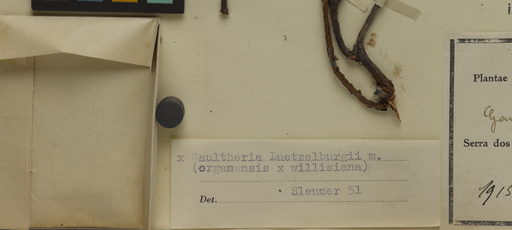 x Gaultheria Luetzelburgii m.
(organensis x willisiana)
Det. Sleumer 51
Plantae
Serra dos
1915